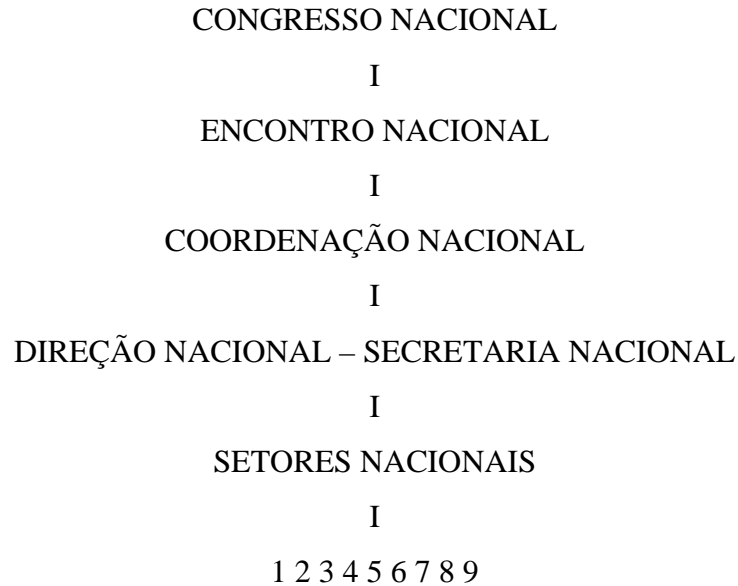 CONGRESSO NACIONAL
I
ENCONTRO NACIONAL
I
COORDENAÇÃO NACIONAL
I
DIREÇÃO NACIONAL – SECRETARIA NACIONAL
I
SETORES NACIONAIS
I
1 2 3 4 5 6 7 8 9